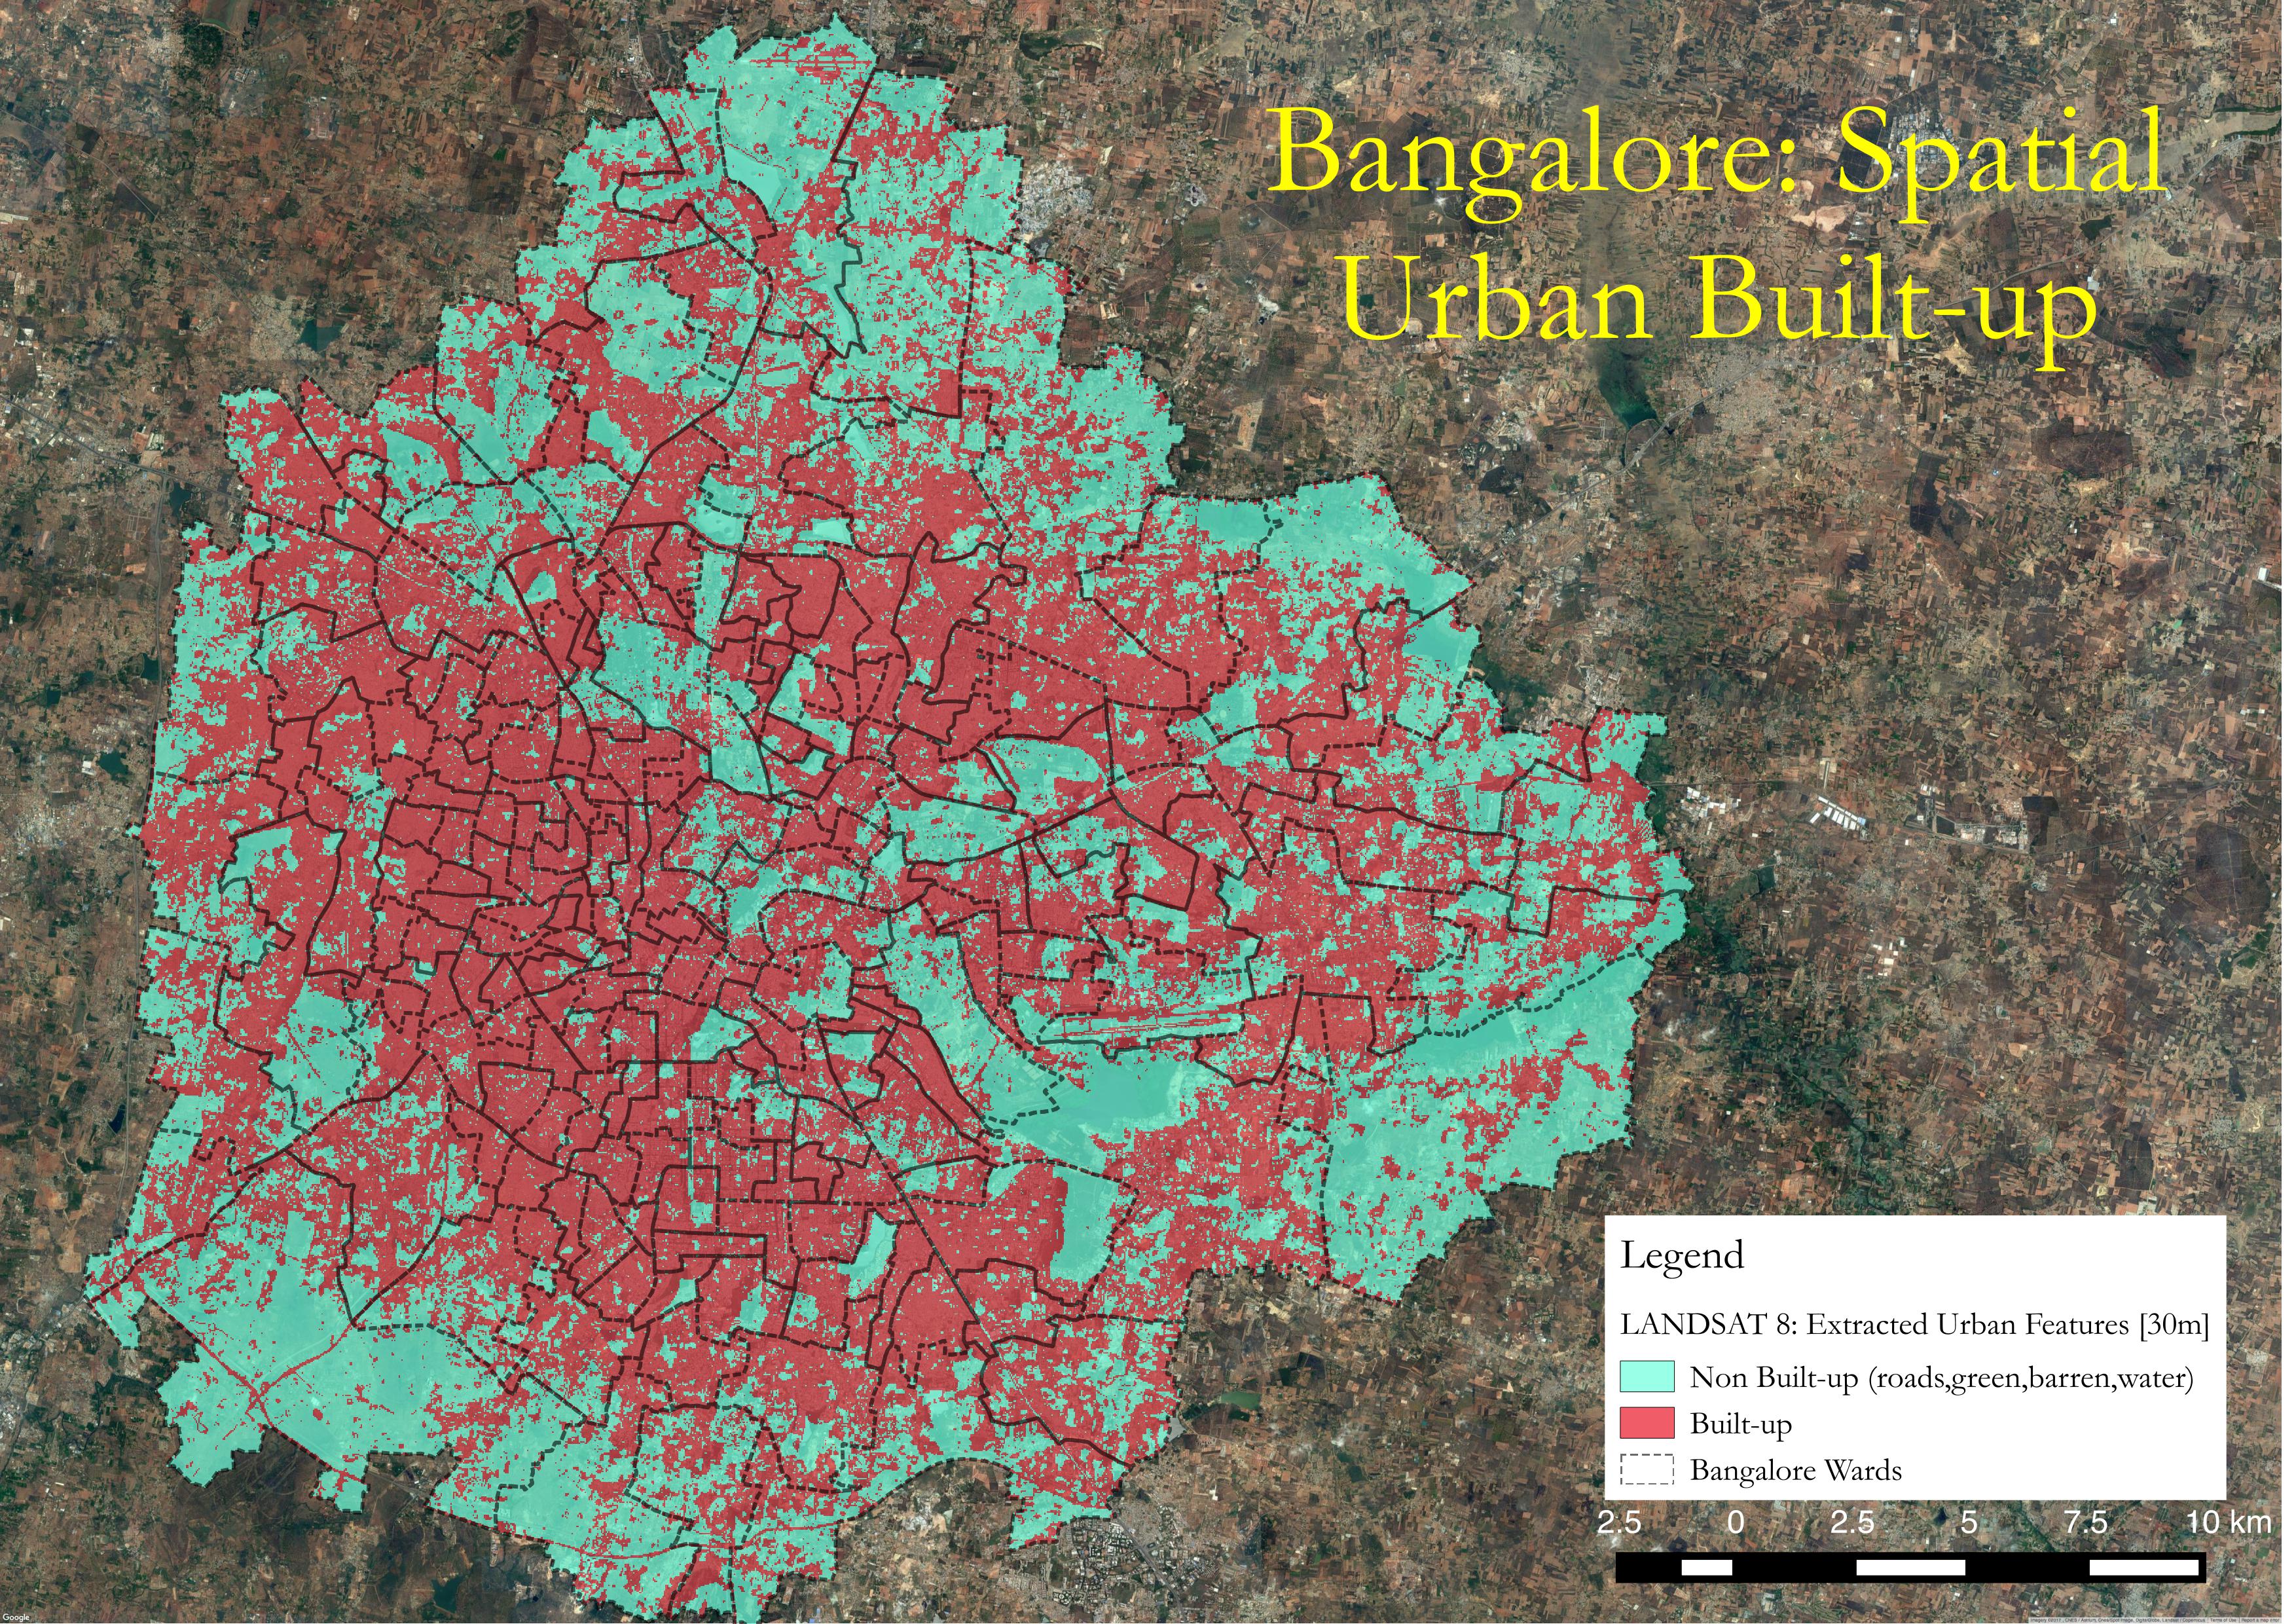 Bangalore: Spatial
Urban Built-up
Legend
LANDSAT 8: Extracted Urban Features [30m]
Non Built-up (roads,green,barren,water)
Built-up
Bangalore Wards
2.5 0 2.5 5 7.5 10 km
Google